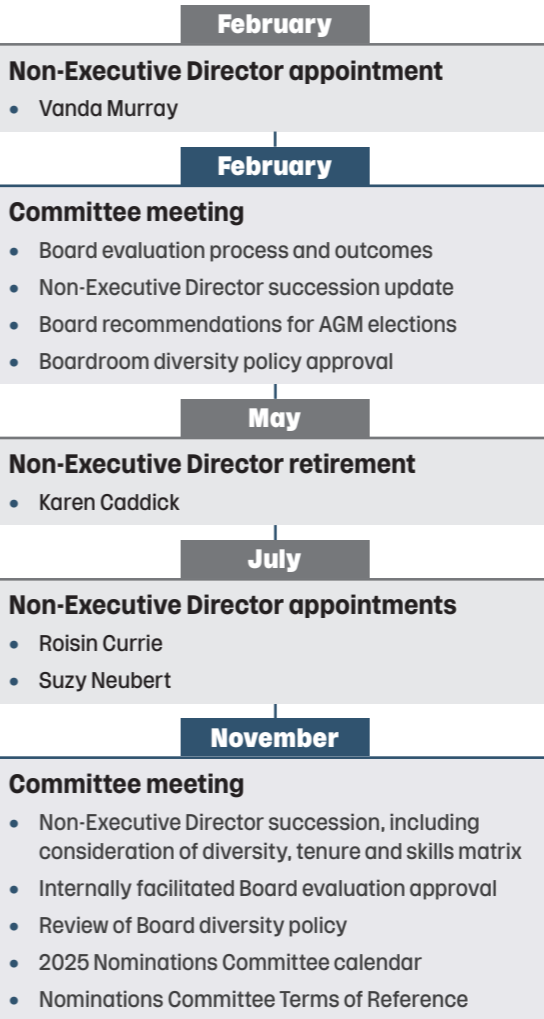 February
Non-Executive Director appointment
• Vanda Murray
February
Committee meeting
• Board evaluation process and outcomes
• Non-Executive Director succession update
• Board recommendations for AGM elections
• Boardroom diversity policy approval
May
Non-Executive Director retirement
• Karen Caddick
July
Non-Executive Director appointments
• Roisin Currie
• Suzy Neubert
November
Committee meeting
• Non-Executive Director succession, including
consideration of diversity, tenure and skills matrix
• Internally facilitated Board evaluation approval
• Review of Board diversity policy
• 2025 Nominations Committee calendar
• Nominations Committee Terms of Reference